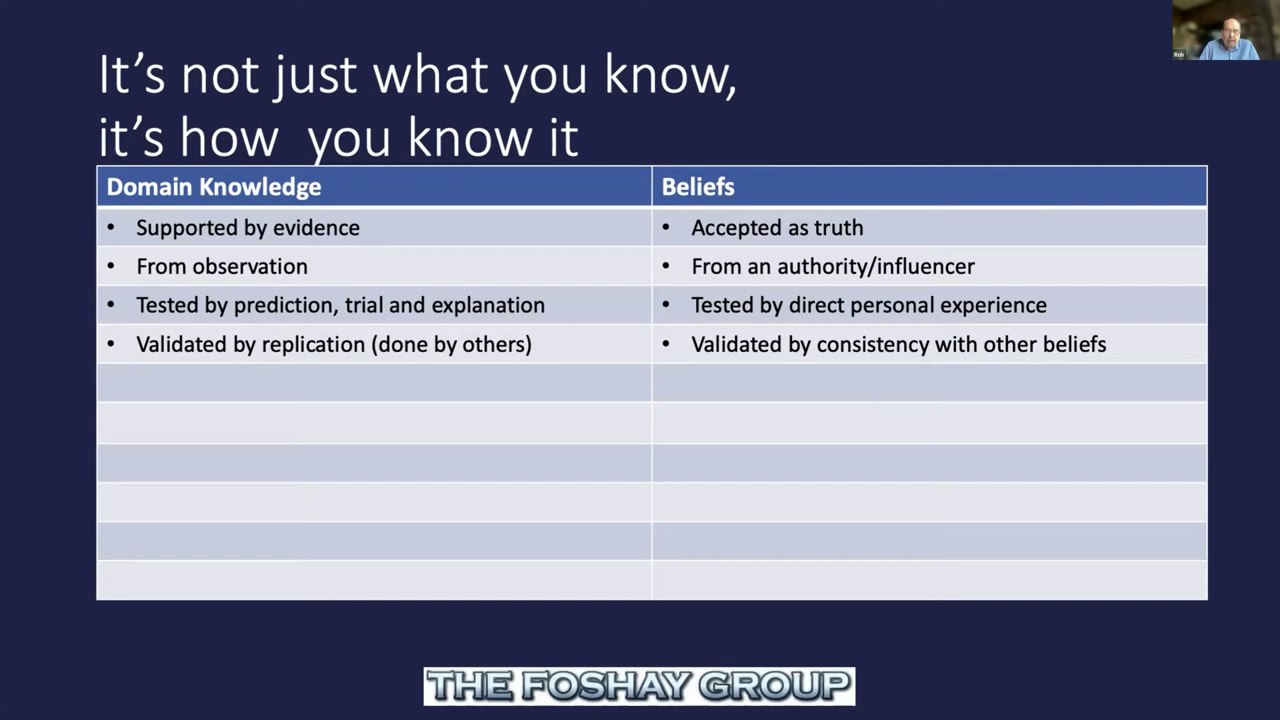 It's not just what you know,
it's how  you know it
Domain Knowledge
Beliefs
• Supported by evidence
• Accepted as truth
• From observation
• From an authority/influencer
• Tested by prediction, trial and explanation
• Tested by direct personal experience
• Validated by replication (done by others)
• Validated by consistency with other beliefs
THE FOSHAY GROUP
Rob